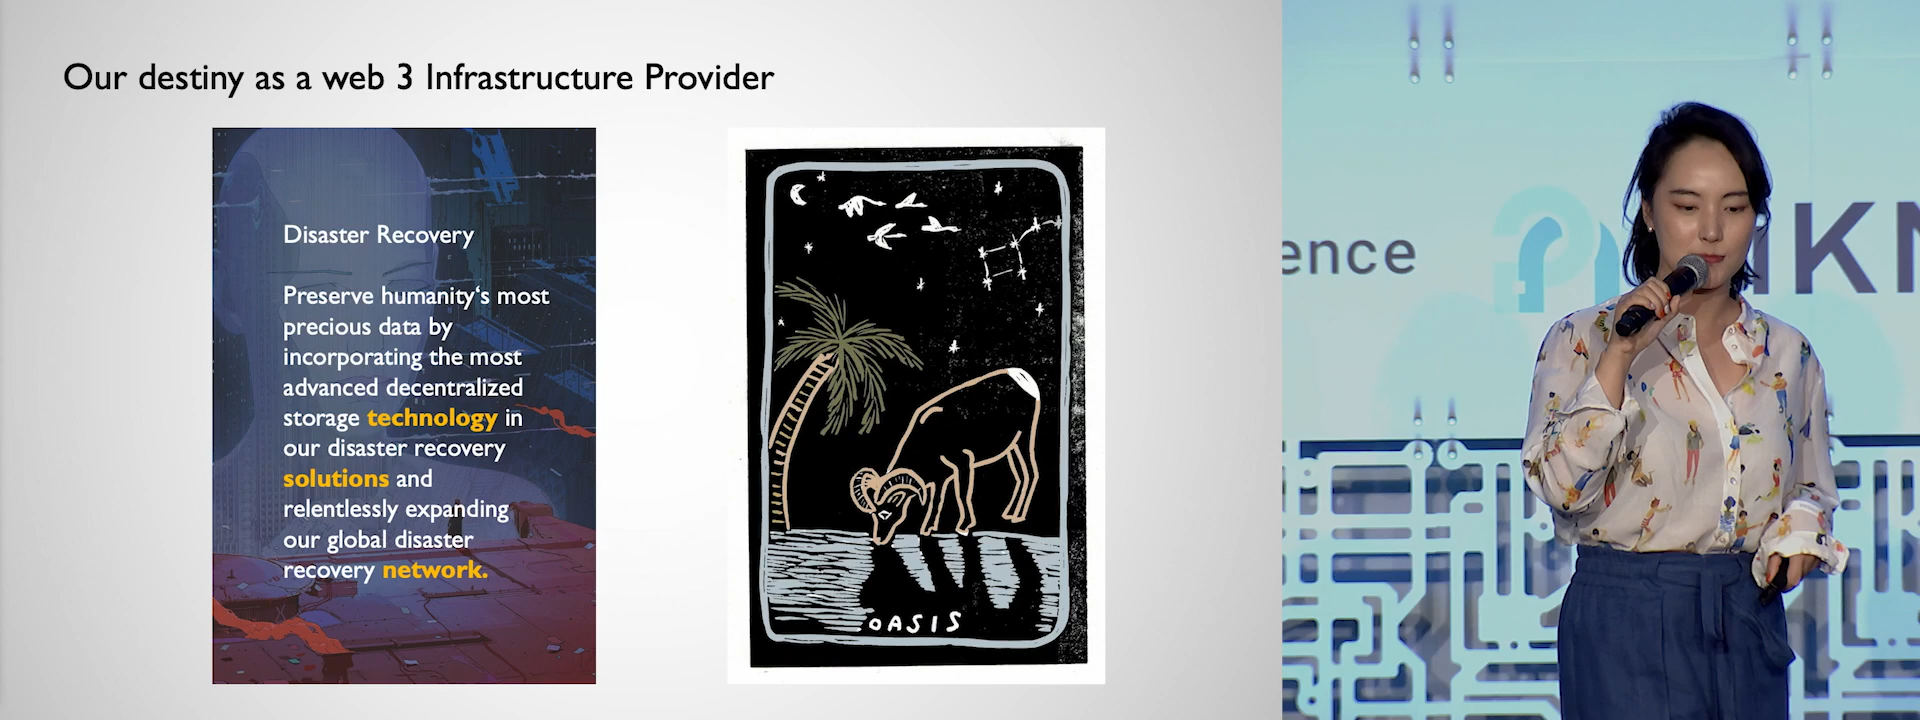 Our destiny as a web 3 Infrastructure Provider
Disaster Recovery
Preserve humanity‘s most
precious data by
incorporating the most
advanced decentralized
storage technology in
our disaster recovery
solutions and
relentlessly expanding
our global disaster
recovery network.
OASIS
ence
IKN